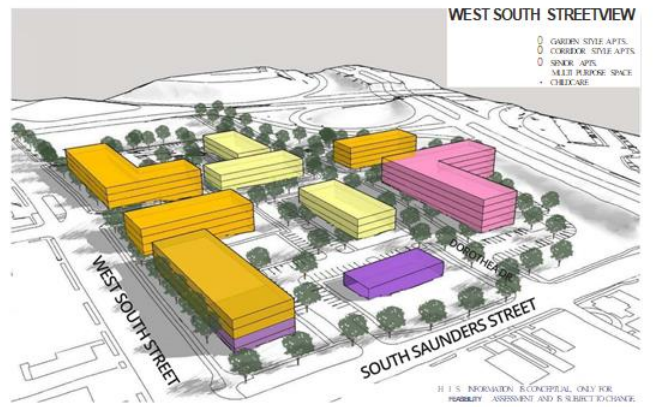 WEST SOUTH STREETVIEW
GARDEN STYLE APTS.
CORRIDOR STYLE APTS.
SENIOR APTS.
MULTI PURPOSE SPACE
• CHILDCARE
DOROTHEA DR
WEST SOUTH STREET
SOUTH SAUNDERS STREET
H I S INFORMATION IS CONCEPTUAL, ONLY FOR
FEASIBILITY ASSESSMENT AND IS SUBJECT TO CHANGE